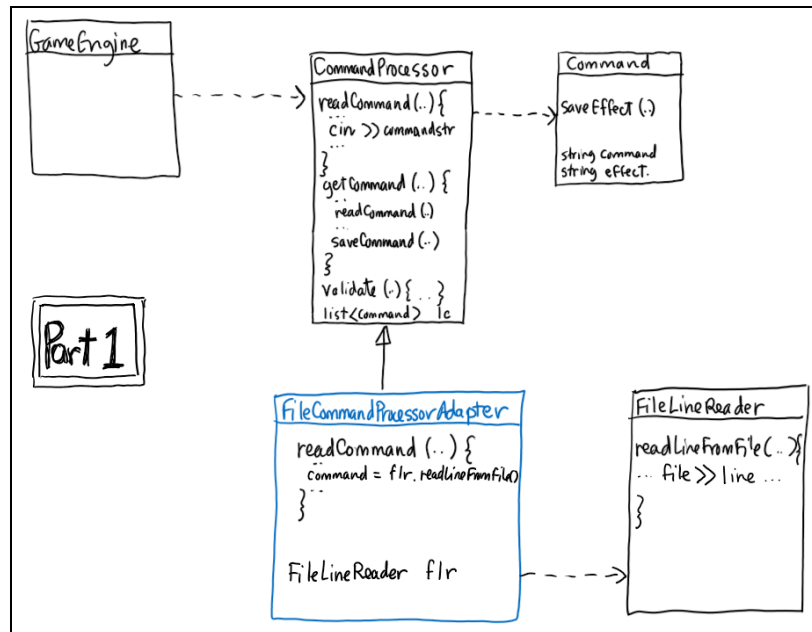 GameEngine
CommandProcessor
readCommand (..) {
...
cin >> commandstr
...
}
getCommand (..) {
...
readCommand (.)
...
saveCommand (..)
}
validate (..) { . . }
list<command> lc
Command
saveEffect (..)
string command
string effect.
Part 1
FileCommandProcessorAdapter
readCommand (..) {
...
command = flr.readLineFromFile()
...
}
FileLineReader flr
FileLineReader
readLineFromFile(..){
... file >> line ...
}